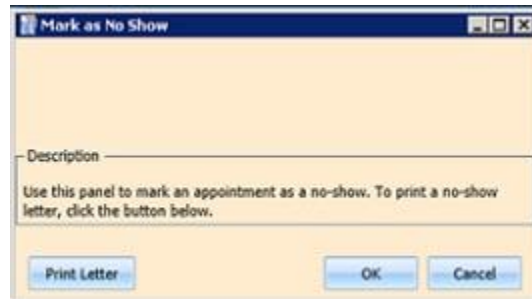 Mark as No Show
Description
Use this panel to mark an appointment as a no-show. To print a no-show
letter, click the button below.
Print Letter OK Cancel